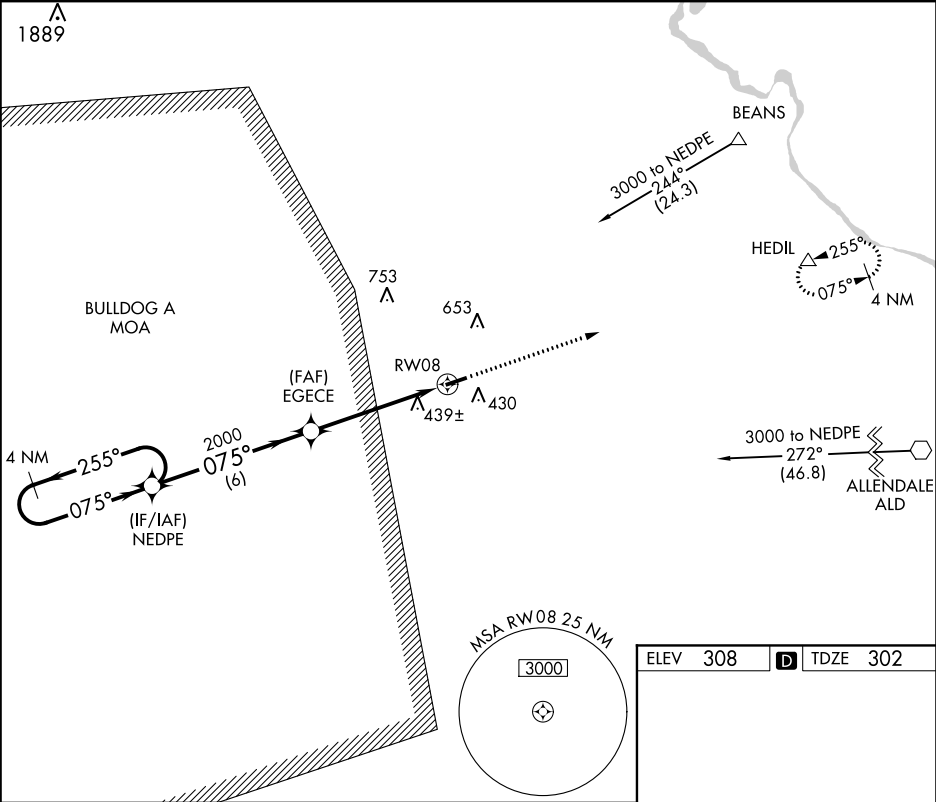 1889
BEANS
3000 to NEDPE
244°
(24.3)
HEDIL
255°
075°
4 NM
753
653
BULLDOG A
MOA
RW08
(FAF)
EGECE
439±
430
2000
075°
(6)
4 NM
255°
075°
(IF/IAF)
NEDPE
3000 to NEDPE
272°
(46.8)
ALLENDALE
ALD
MSA RW08 25 NM
3000
ELEV 308 D TDZE 302